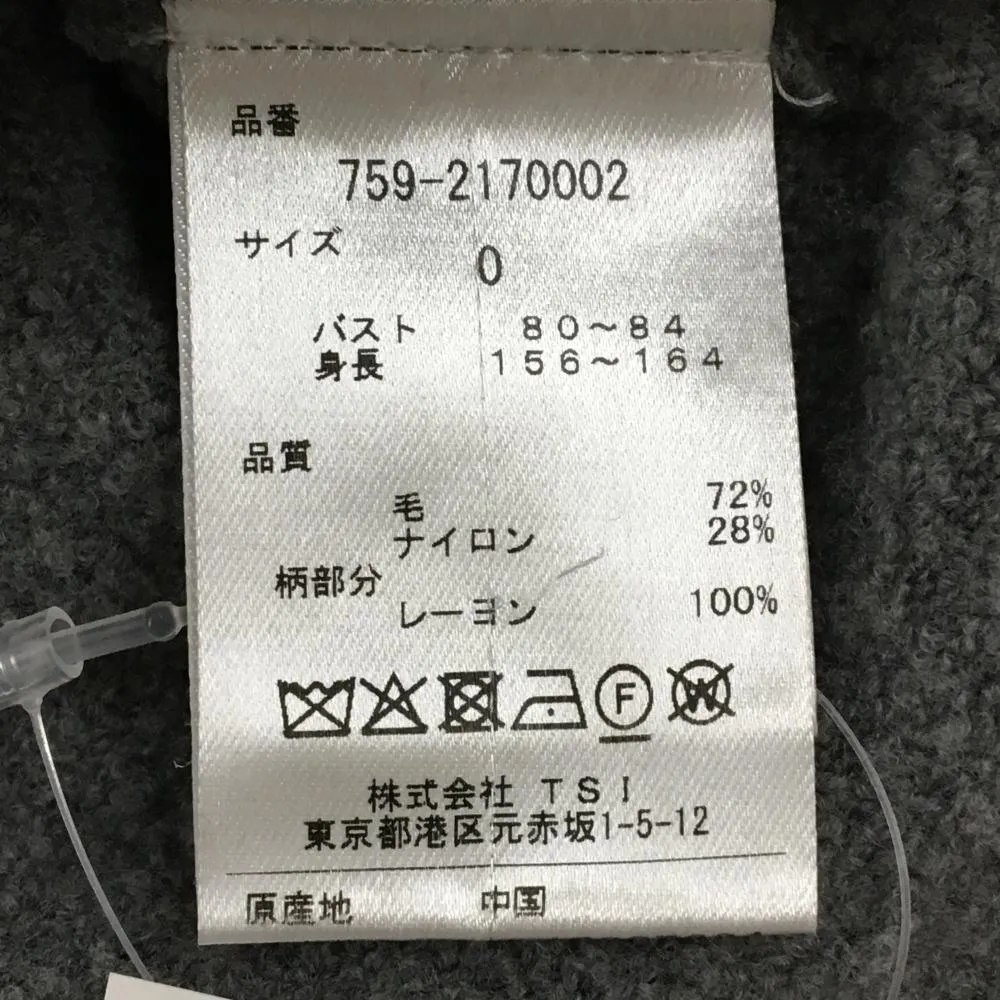 品番
759-2170002
サイズ 0
バスト 80~84
身長 156~164
品質
毛 72%
ナイロン 28%
柄部分
レーヨン 100%
F W
株式会社 TSI
東京都港区元赤坂1-5-12
原産地 中国